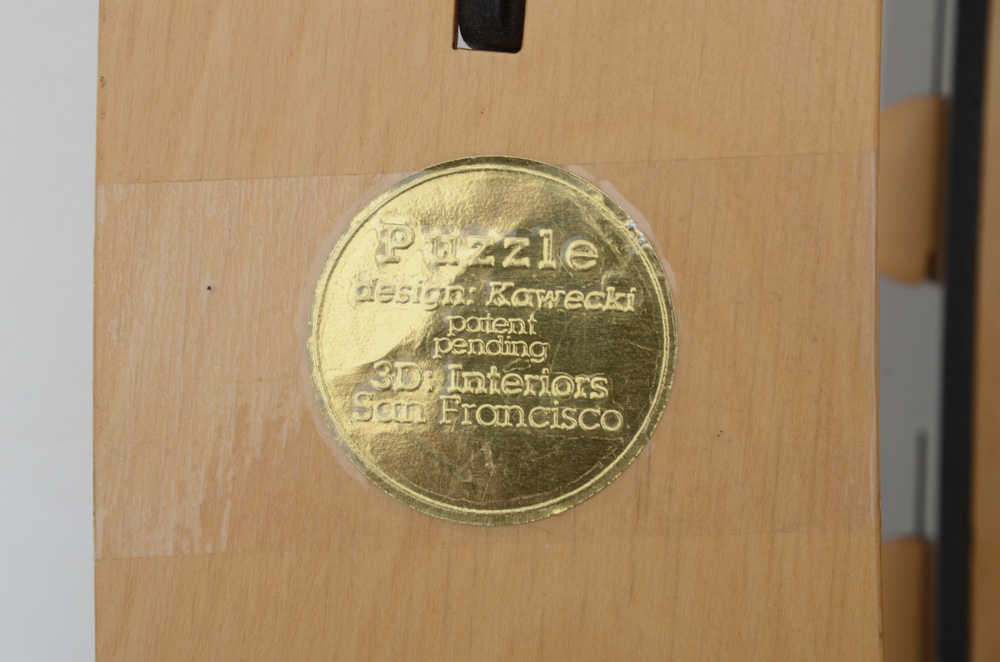 Puzzle
design: Kawecki
patent
pending
3D: Interiors
San Francisco